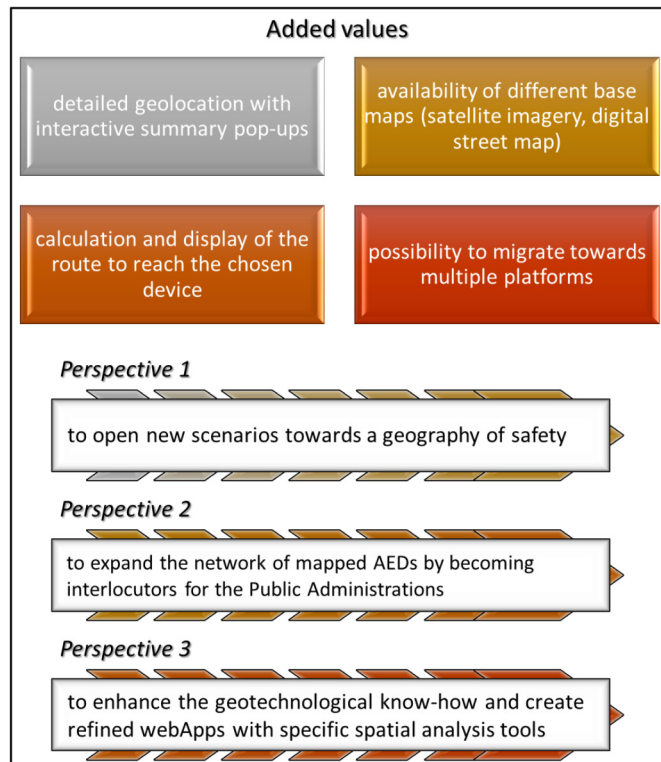 Added values
detailed geolocation with
interactive summary pop-ups
availability of different base
maps (satellite imagery, digital
street map)
calculation and display of the
route to reach the chosen
device
possibility to migrate towards
multiple platforms
Perspective 1
to open new scenarios towards a geography of safety
Perspective 2
to expand the network of mapped AEDs by becoming
interlocutors for the Public Administrations
Perspective 3
to enhance the geotechnological know-how and create
refined webApps with specific spatial analysis tools